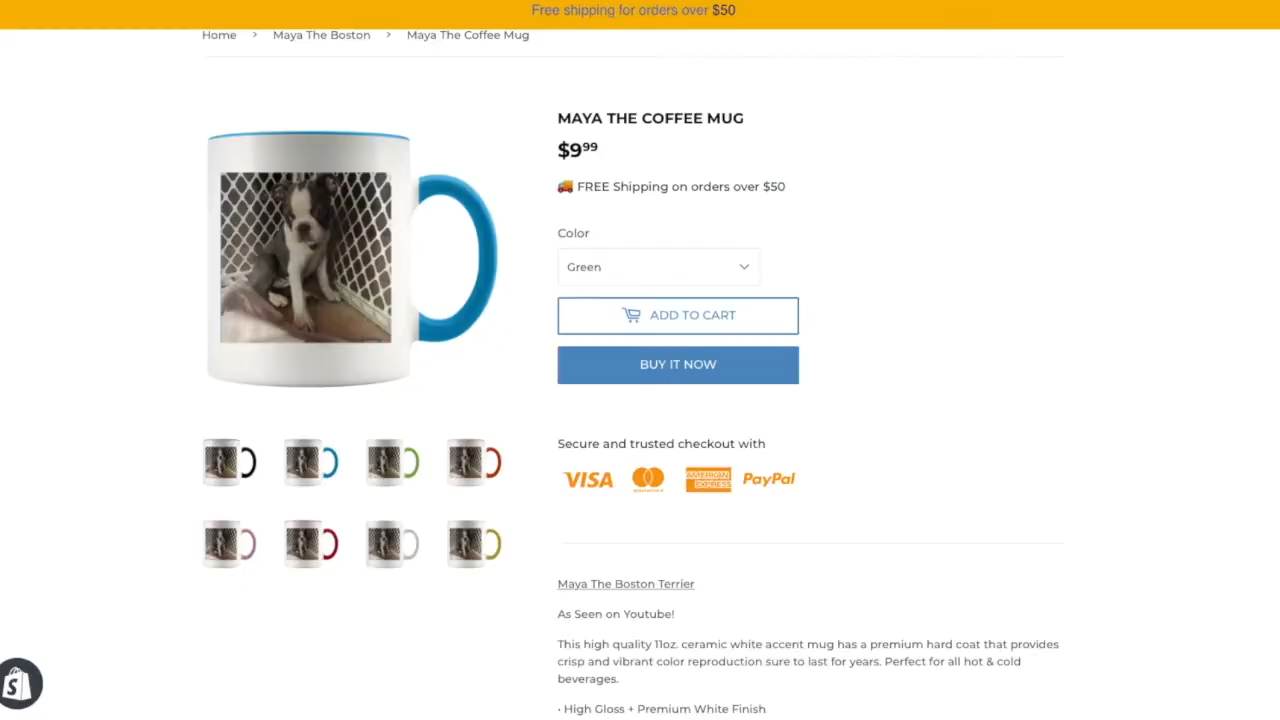 Free shipping for orders over $50
Home > Maya The Boston > Maya The Coffee Mug
MAYA THE COFFEE MUG
$9.99
🚚 FREE Shipping on orders over $50
Color
Green
ADD TO CART
BUY IT NOW
Secure and trusted checkout with
VISA
AMERICAN EXPRESS
PayPal
Maya The Boston Terrier
As Seen on Youtube!
This high quality 11oz. ceramic white accent mug has a premium hard coat that provides
crisp and vibrant color reproduction sure to last for years. Perfect for all hot & cold
beverages.
• High Gloss + Premium White Finish